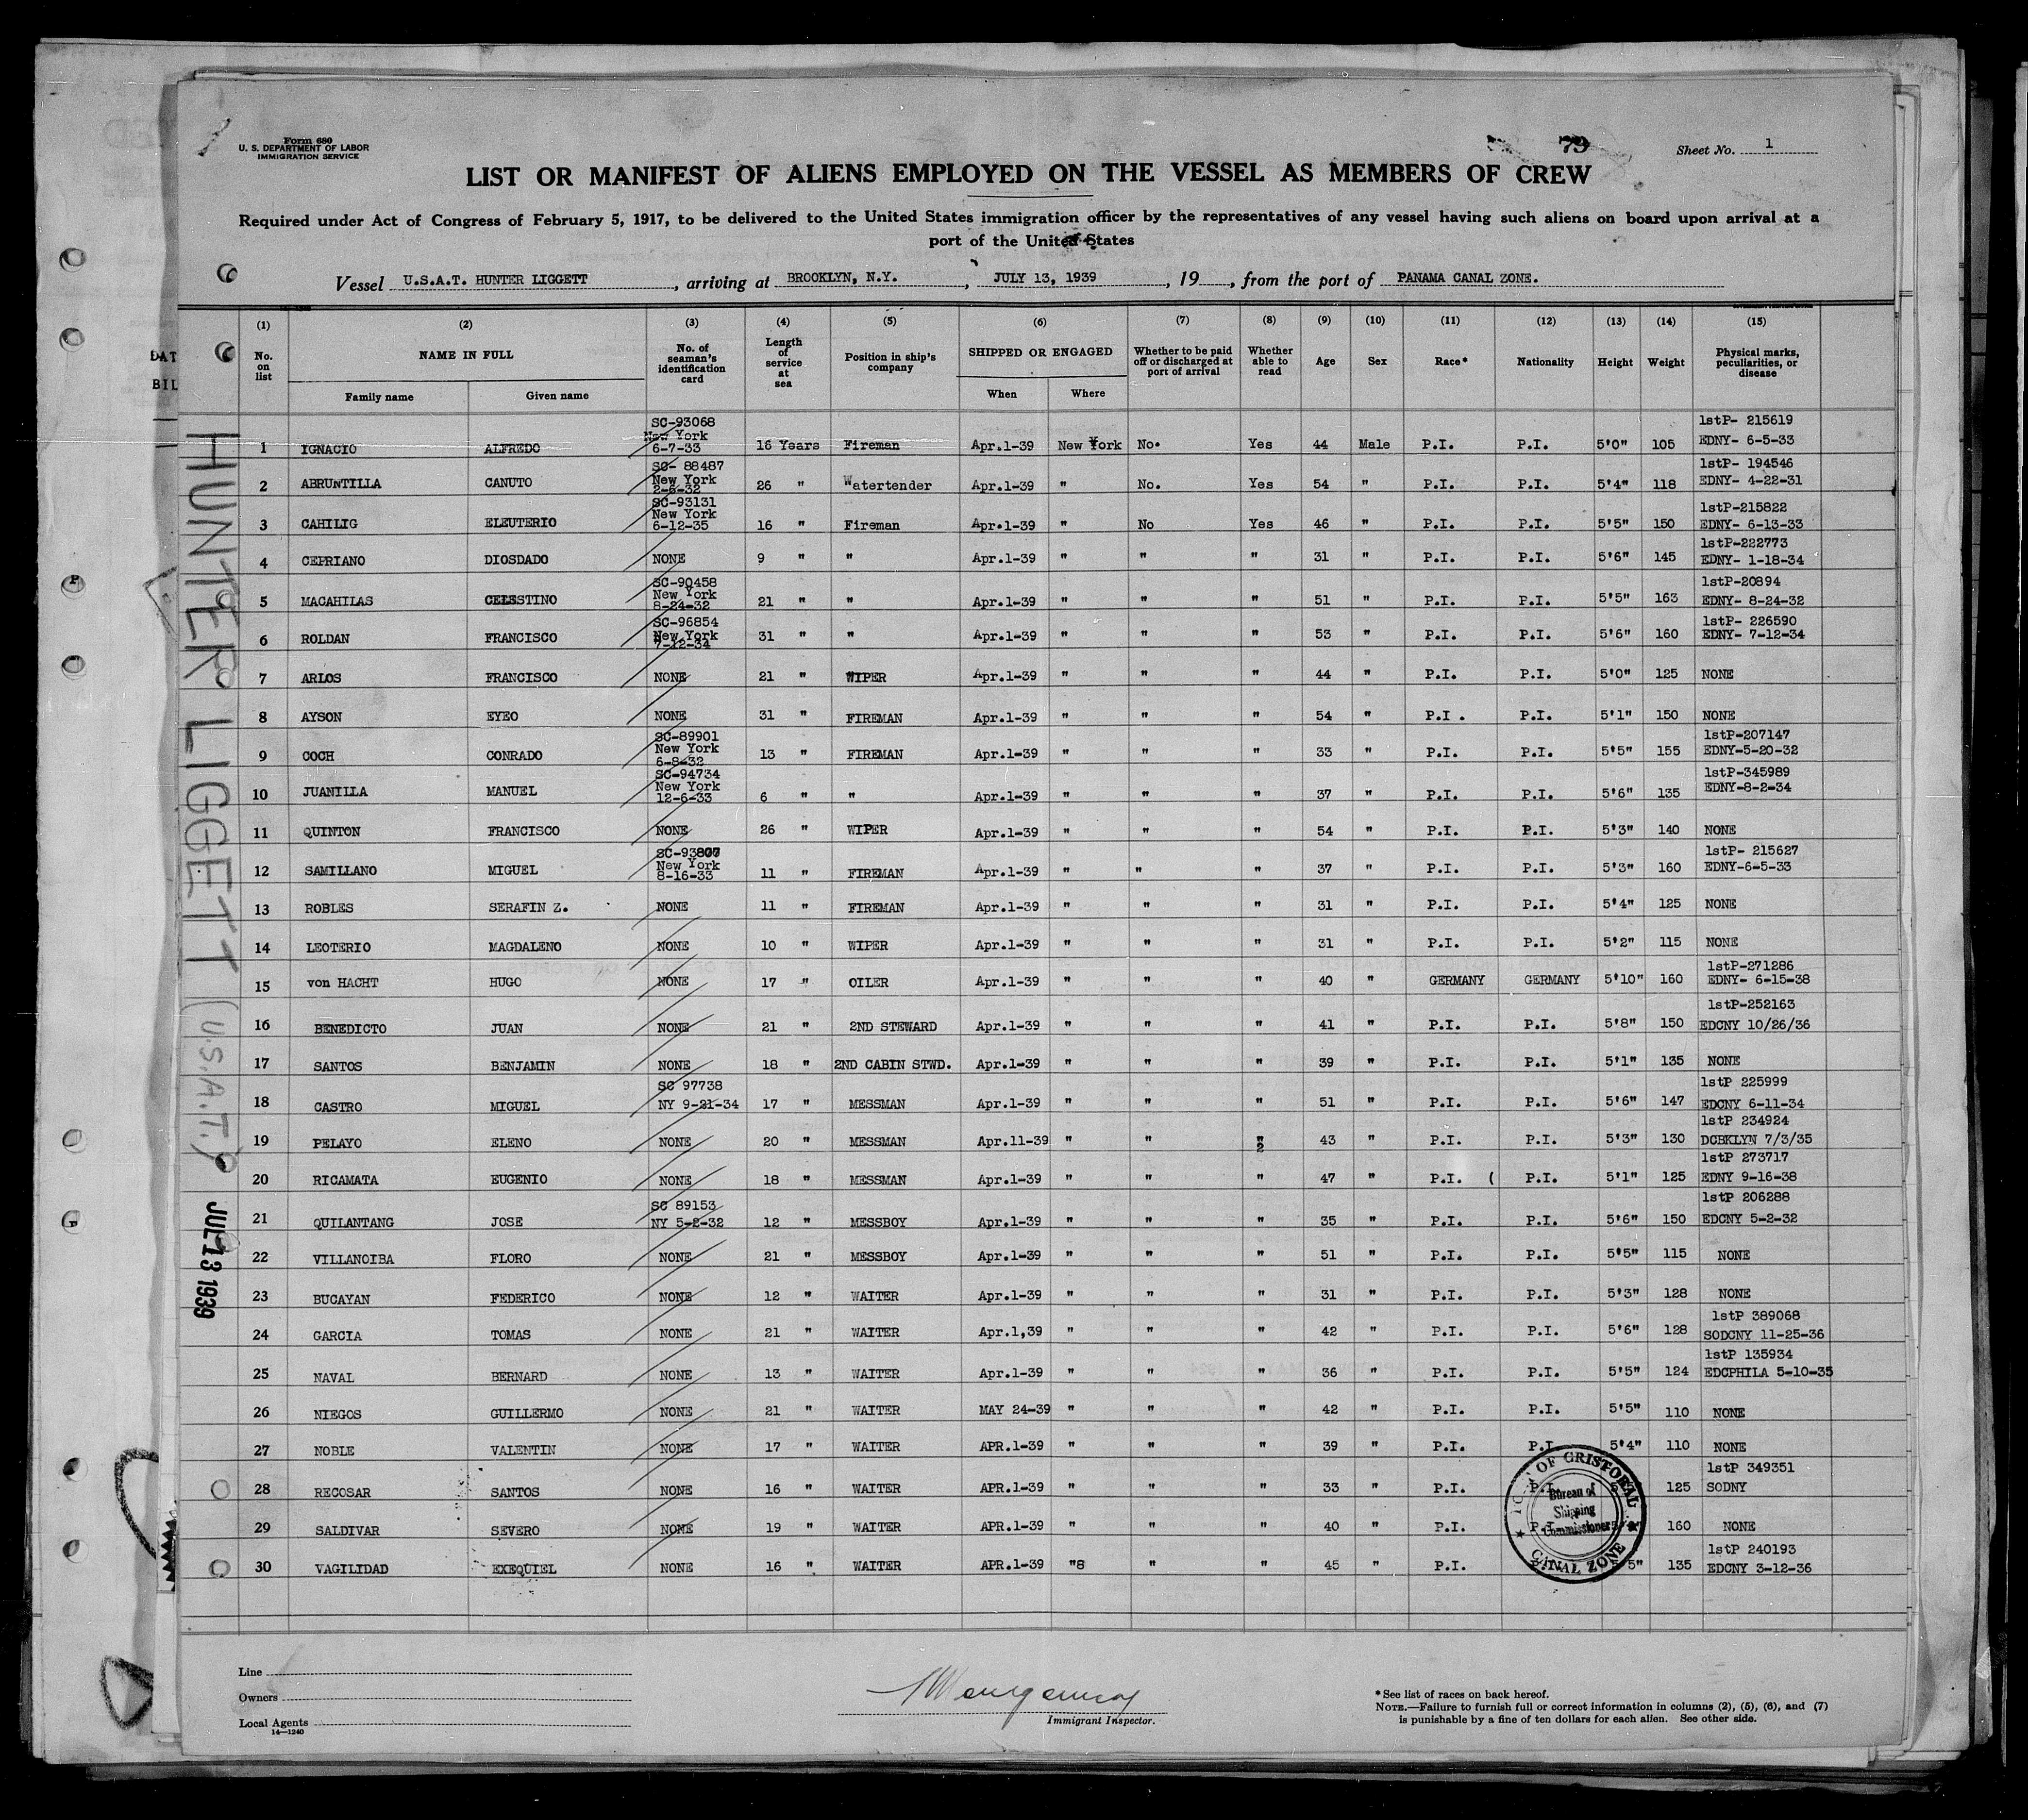 Form 680
U. S. DEPARTMENT OF LABOR
IMMIGRATION SERVICE
79
Sheet No. 1
LIST OR MANIFEST OF ALIENS EMPLOYED ON THE VESSEL AS MEMBERS OF CREW
Required under Act of Congress of February 5, 1917, to be delivered to the United States immigration officer by the representatives of any vessel having such aliens on board upon arrival at a
port of the United States
Vessel U.S.A.T. HUNTER LIGGETT, arriving at BROOKLYN, N.Y., JULY 13, 1939, 19, from the port of PANAMA CANAL ZONE.
(1) (2) (3) (4) (5) (6) (7) (8) (9) (10) (11) (12) (13) (14) (15)
No. on list NAME IN FULL Family name Given name No. of seaman's identification card Length of service at sea Position in ship's company SHIPPED OR ENGAGED When Where Whether to be paid off or discharged at port of arrival Whether able to read Age Sex Race* Nationality Height Weight Physical marks, peculiarities, or disease
1 IGNACIO ALFREDO SC-93068 New York 6-7-33 16 Years Fireman Apr.1-39 New York No. Yes 44 Male P.I. P.I. 5'0" 105 1stP- 215619 EDNY- 6-5-33
2 ABRUNTILLA CANUTO SC- 88487 New York 2-6-32 26 " Watertender Apr.1-39 " No. Yes 54 " P.I. P.I. 5'4" 118 1stP- 194546 EDNY- 4-22-31
3 CAHILIG ELEUTERIO SC-93131 New York 6-12-35 16 " Fireman Apr.1-39 " No Yes 46 " P.I. P.I. 5'5" 150 1stP-215822 EDNY- 6-13-33
4 CEPRIANO DIOSDADO NONE 9 " " Apr.1-39 " " " 31 " P.I. P.I. 5'6" 145 1stP-222773 EDNY- 1-18-34
5 MACAHILAS CELESTINO SC-90458 New York 8-24-32 21 " " Apr.1-39 " " " 51 " P.I. P.I. 5'5" 163 1stP-20894 EDNY- 8-24-32
6 ROLDAN FRANCISCO SC-96854 New York 7-12-34 31 " " Apr.1-39 " " " 53 " P.I. P.I. 5'6" 160 1stP- 226590 EDNY- 7-12-34
7 ARLOS FRANCISCO NONE 21 " WIPER Apr.1-39 " " " 44 " P.I. P.I. 5'0" 125 NONE
8 AYSON EYEO NONE 31 " FIREMAN Apr.1-39 " " " 54 " P.I . P.I. 5'1" 150 NONE
9 COCH CONRADO SC-89901 New York 6-8-32 13 " FIREMAN Apr.1-39 " " " 33 " P.I. P.I. 5'5" 155 1stP-207147 EDNY-5-20-32
10 JUANILLA MANUEL SC-94734 New York 12-6-33 6 " " Apr.1-39 " " " 37 " P.I. P.I. 5'6" 135 1stP-345989 EDNY-8-2-34
11 QUINTON FRANCISCO NONE 26 " WIPER Apr.1-39 " " " 54 " P.I. P.I. 5'3" 140 NONE
12 SAMILLANO MIGUEL New York 8-16-33 11 " FIREMAN Apr.1-39 " " " 37 " P.I. P.I. 5'3" 160 1stP- 215627 EDNY-6-5-33
13 ROBLES SERAFIN Z. NONE 11 " FIREMAN Apr.1-39 " " " 31 " P.I. P.I. 5'4" 125 NONE
14 LEOTERIO MAGDALENO NONE 10 " WIPER Apr.1-39 " " " 31 " P.I. P.I. 5'2" 115 NONE
15 von HACHT HUGO NONE 17 " OILER Apr.1-39 " " " 40 " GERMANY GERMANY 5'10" 160 1stP-271286 EDNY- 6-15-38
16 BENEDICTO JUAN NONE 21 " 2ND STEWARD Apr.1-39 " " " 41 " P.I. P.I. 5'8" 150 1stP-252163 EDCNY 10/26/36
17 SANTOS BENJAMIN NONE 18 " 2ND CABIN STWD. Apr.1-39 " " " 39 " P.I. P.I. 5'1" 135 NONE
18 CASTRO MIGUEL SC 97738 NY 9-21-34 17 " MESSMAN Apr.1-39 " " " 51 " P.I. P.I. 5'6" 147 1stP 225999 EDCNY 6-11-34
19 PELAYO ELENO NONE 20 " MESSMAN Apr.11-39 " " " 43 " P.I. P.I. 5'3" 130 1stP 234924 DCBKLYN 7/3/35
20 RICAMATA EUGENIO NONE 18 " MESSMAN Apr.1-39 " " " 47 " P.I. ( P.I. 5'1" 125 1stP 273717 EDNY 9-16-38
21 QUILANTANG JOSE SC 89153 NY 5-2-32 12 " MESSBOY Apr.1-39 " " " 35 " P.I. P.I. 5'6" 150 1stP 206288 EDCNY 5-2-32
22 VILLANOIBA FLORO NONE 21 " MESSBOY Apr.1-39 " " " 51 " P.I. P.I. 5'5" 115 NONE
23 BUCAYAN FEDERICO NONE 12 " WAITER Apr.1-39 " " " 31 " P.I. P.I. 5'3" 128 NONE
24 GARCIA TOMAS NONE 21 " WAITER Apr.1,39 " " " 42 " P.I. P.I. 5'6" 128 1stP 389068 SODCNY 11-25-36
25 NAVAL BERNARD NONE 13 " WAITER Apr.1-39 " " " 36 " P.I. P.I. 5'5" 124 1stP 135934 EDCPHILA 5-10-35
26 NIEGOS GUILLERMO NONE 21 " WAITER MAY 24-39 " " " 42 " P.I. P.I. 5'5" 110 NONE
27 NOBLE VALENTIN NONE 17 " WAITER APR.1-39 " " " 39 " P.I. P.I. 5'4" 110 NONE
28 RECOSAR SANTOS NONE 16 " WAITER APR.1-39 " " " 33 " P.I. P.I. 125 1stP 349351 SODNY
29 SALDIVAR SEVERO NONE 19 " WAITER APR.1-39 " " " 40 " P.I. P.I. 160 NONE
30 VAGILIDAD EXEQUIEL NONE 16 " WAITER APR.1-39 "8 " " 45 " P.I. 5'5" 135 1stP 240193 EDCNY 3-12-36
OF CRISTOBAL
Bureau of
Shipping
Commissioner
CANAL ZONE
HUNTER LIGGETT (U.S.A.T.)
JUL 13 1939
DAT
BIL
Line
Owners
Local Agents
14—1240
Immigrant Inspector.
*See list of races on back hereof.
NOTE.—Failure to furnish full or correct information in columns (2), (5), (6), and (7)
is punishable by a fine of ten dollars for each alien. See other side.